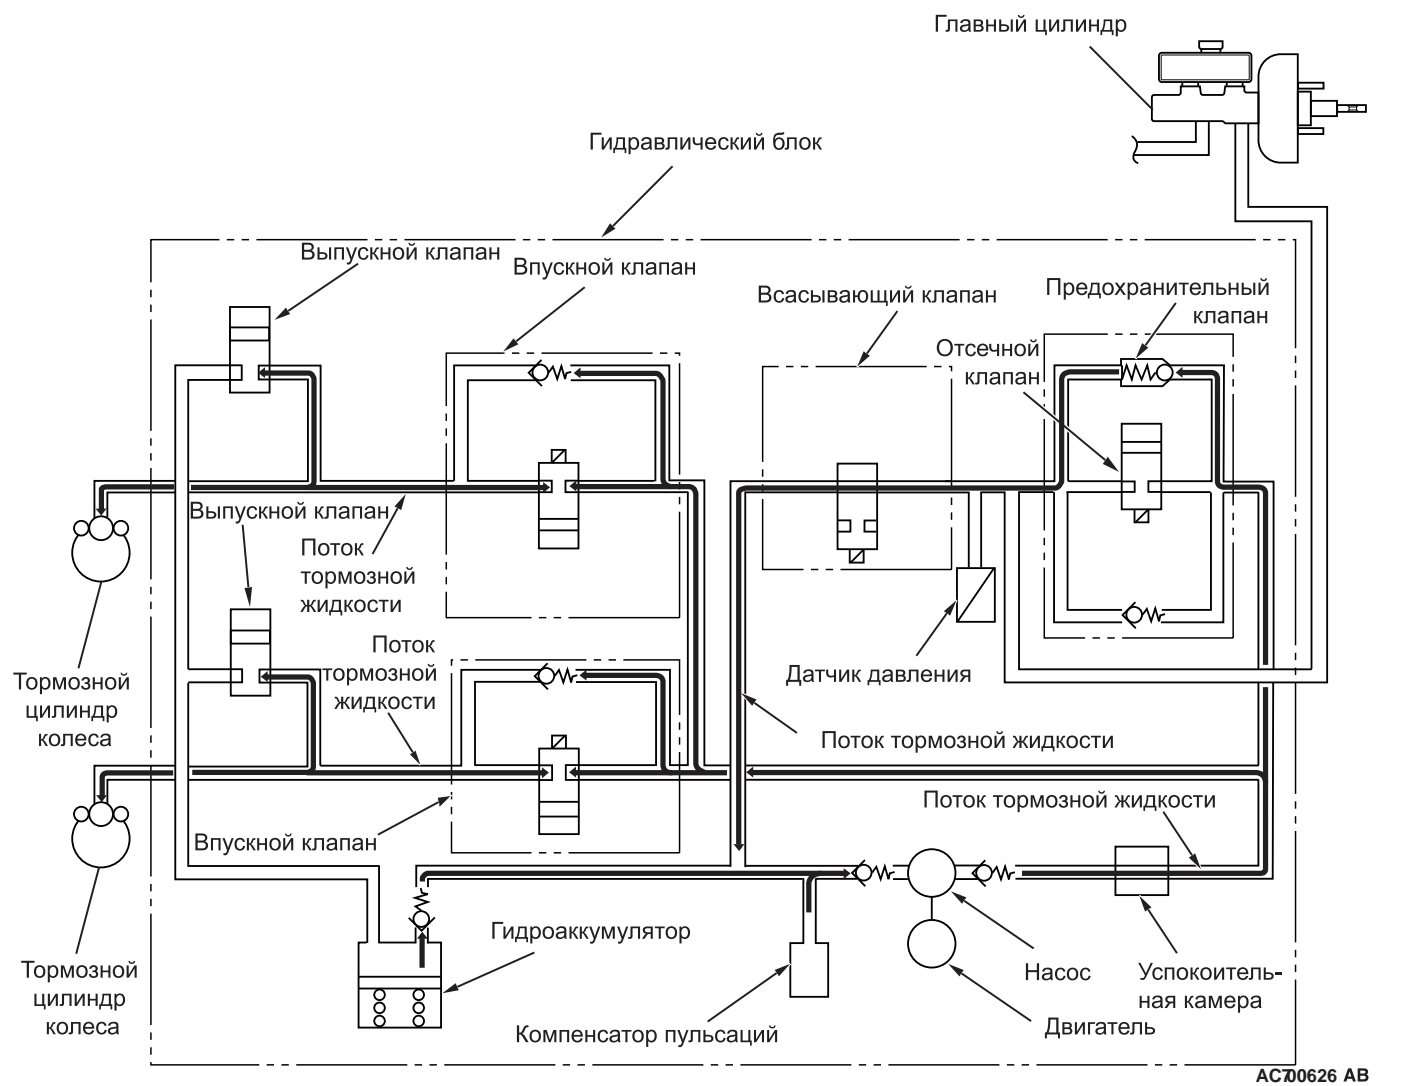 Главный цилиндр
Гидравлический блок
Выпускной клапан
Впускной клапан
Всасывающий клапан
Предохранительный
клапан
Отсечной
клапан
Выпускной клапан
Поток
тормозной
жидкости
Поток
тормозной
жидкости
Датчик давления
Тормозной
цилиндр
колеса
Поток тормозной жидкости
Поток тормозной жидкости
Впускной клапан
Гидроаккумулятор
Насос
Успокоитель-
ная камера
Тормозной
цилиндр
колеса
Компенсатор пульсаций
Двигатель
AC700626 AB